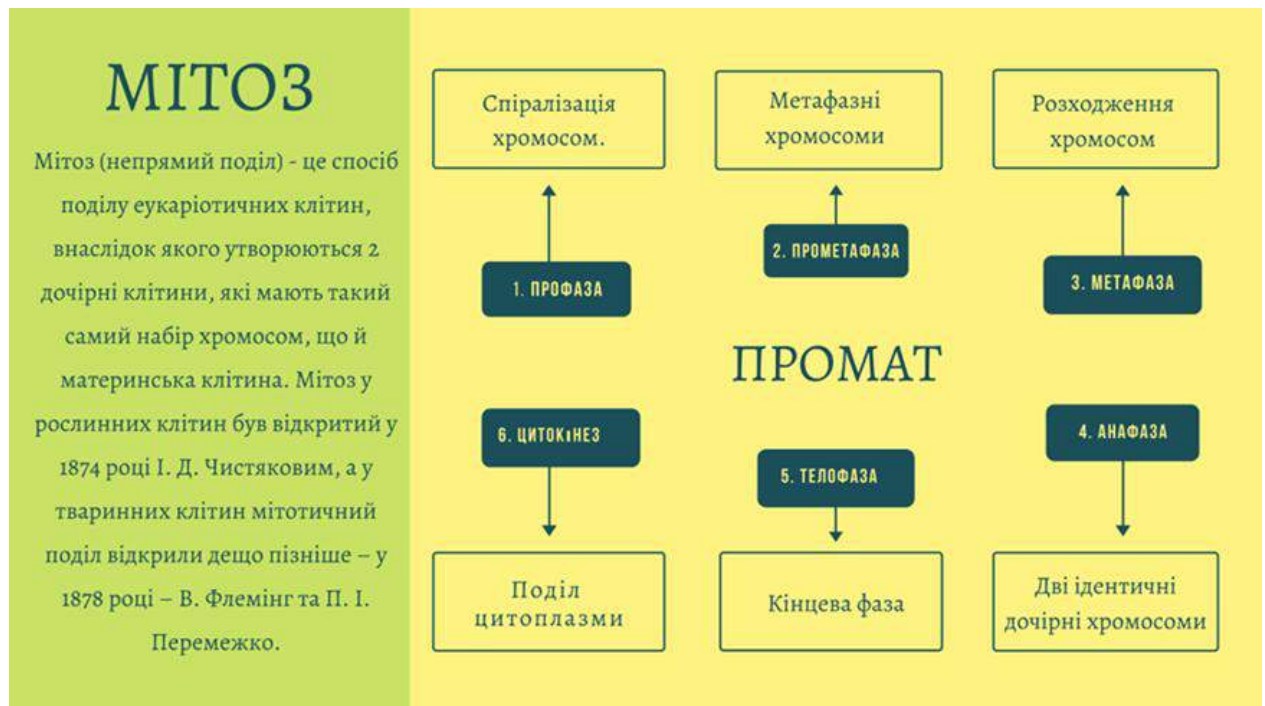 МІТОЗ
Мітоз (непрямий поділ) - це спосіб
поділу еукаріотичних клітин,
внаслідок якого утворюються 2
дочірні клітини, які мають такий
самий набір хромосом, що й
материнська клітина. Мітоз у
рослинних клітин був відкритий у
1874 році І. Д. Чистяковим, а у
тваринних клітин мітотичний
поділ відкрили дещо пізніше – у
1878 році – В. Флемінг та П. І.
Перемежко.
Спіралізація
хромосом.
Метафазні
хромосоми
Розходження
хромосом
1. ПРОФАЗА
2. ПРОМЕТАФАЗА
3. МЕТАФАЗА
ПРОМАТ
6. ЦИТОКІНЕЗ
5. ТЕЛОФАЗА
4. АНАФАЗА
Поділ
цитоплазми
Кінцева фаза
Дві ідентичні
дочірні хромосоми